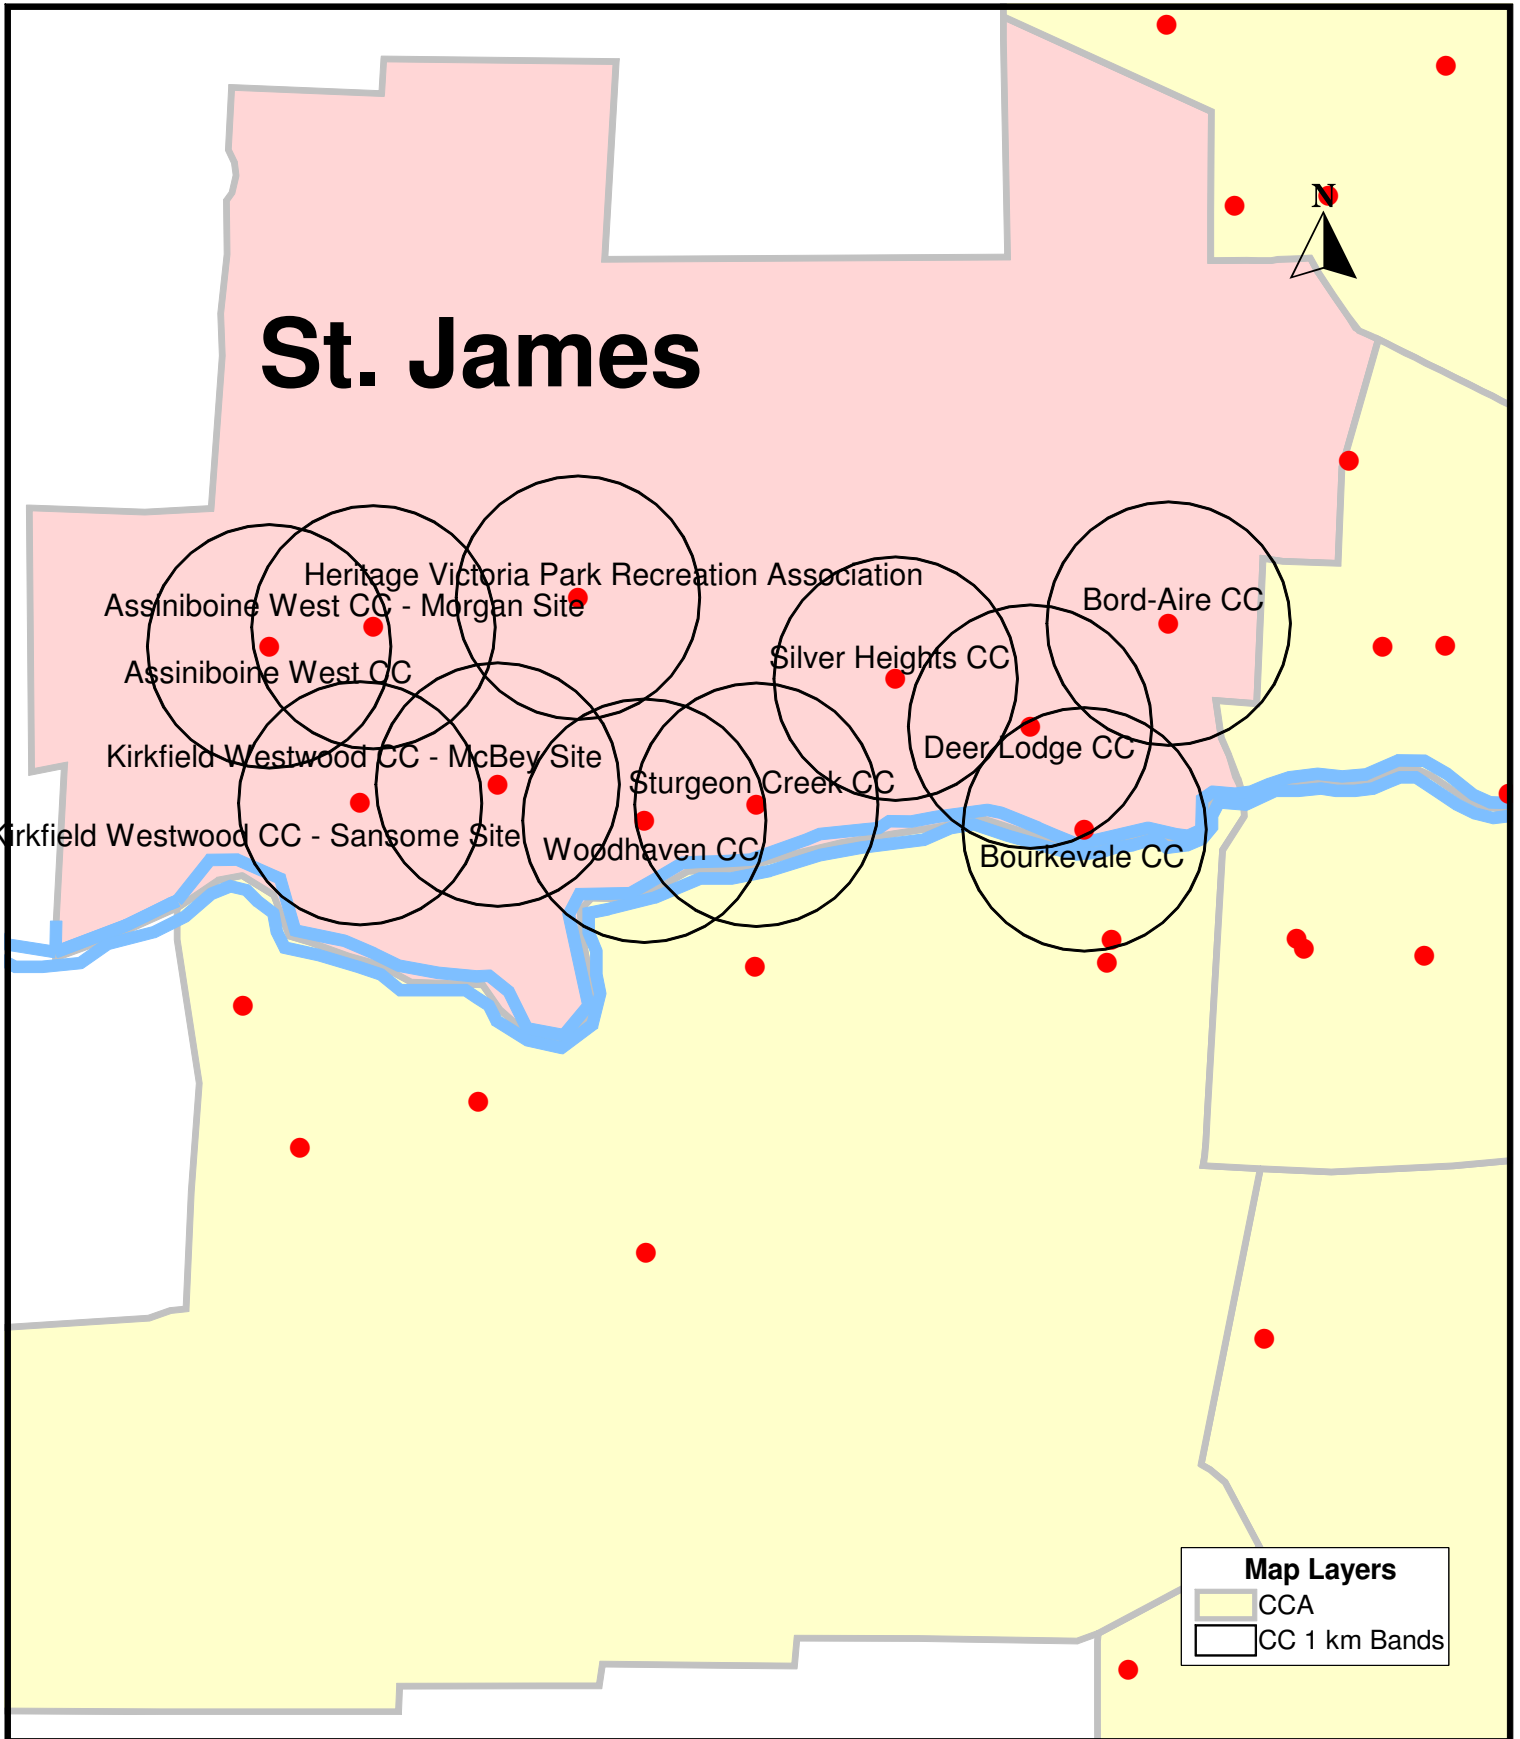 N
St. James
Heritage Victoria Park Recreation Association
Assiniboine West CC - Morgan Site
Bord-Aire CC
Silver Heights CC
Assiniboine West CC
Deer Lodge CC
Kirkfield Westwood CC - McBey Site
Sturgeon Creek CC
Kirkfield Westwood CC - Sansome Site
Woodhaven CC
Bourkevale CC
Map Layers
CCA
CC 1 km Bands